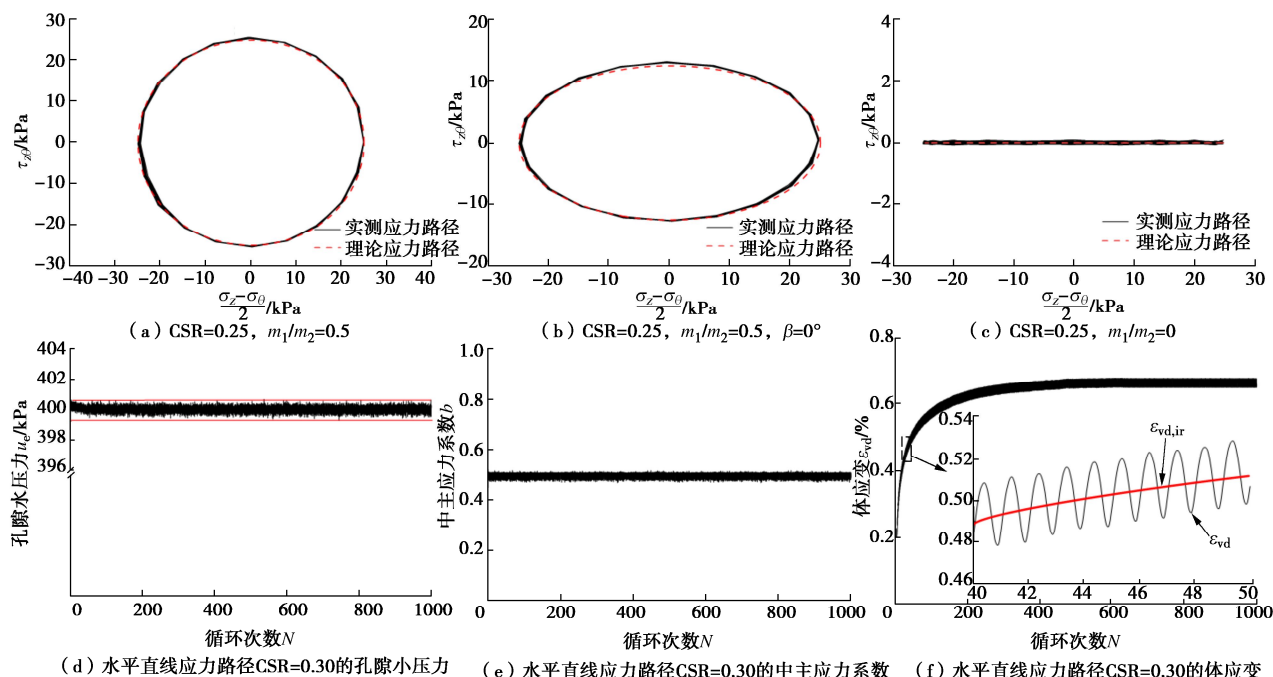 30
20
10
0
−10
−20
−30
τzθ/kPa
−40 −30 −20 −10 0 10 20 30 40
实测应力路径
理论应力路径
σz−σθ
2 /kPa
(a) CSR=0.25, m1/m2=0.5
20
10
0
−10
20
τzθ/kPa
−30 −20 −10 0 10 20 30
实测应力路径
理论应力路径
σz−σθ
2 /kPa
(b) CSR=0.25, m1/m2=0.5, β=0°
4
2
0
−2
−4
τzθ/kPa
−30 −20 −10 0 10 20 30
实测应力路径
理论应力路径
σz−σθ
2 /kPa
(c) CSR=0.25, m1/m2=0
404
402
400
398
396
孔隙水压力ue/kPa
0 200 400 600 800 1000
循环次数N
(d) 水平直线应力路径CSR=0.30的孔隙小压力
1.0
0.8
0.6
0.4
0.2
中主应力系数b
0 200 400 600 800 1000
循环次数N
(e) 水平直线应力路径CSR=0.30的中主应力系数
0.8
0.6
0.4
0.2
体应变εvd/%
0.54
0.52
0.50
0.48
0.46
εvd,ir
εvd
40 42 44 46 48 50
0 200 400 600 800 1000
循环次数N
(f) 水平直线应力路径CSR=0.30的体应变